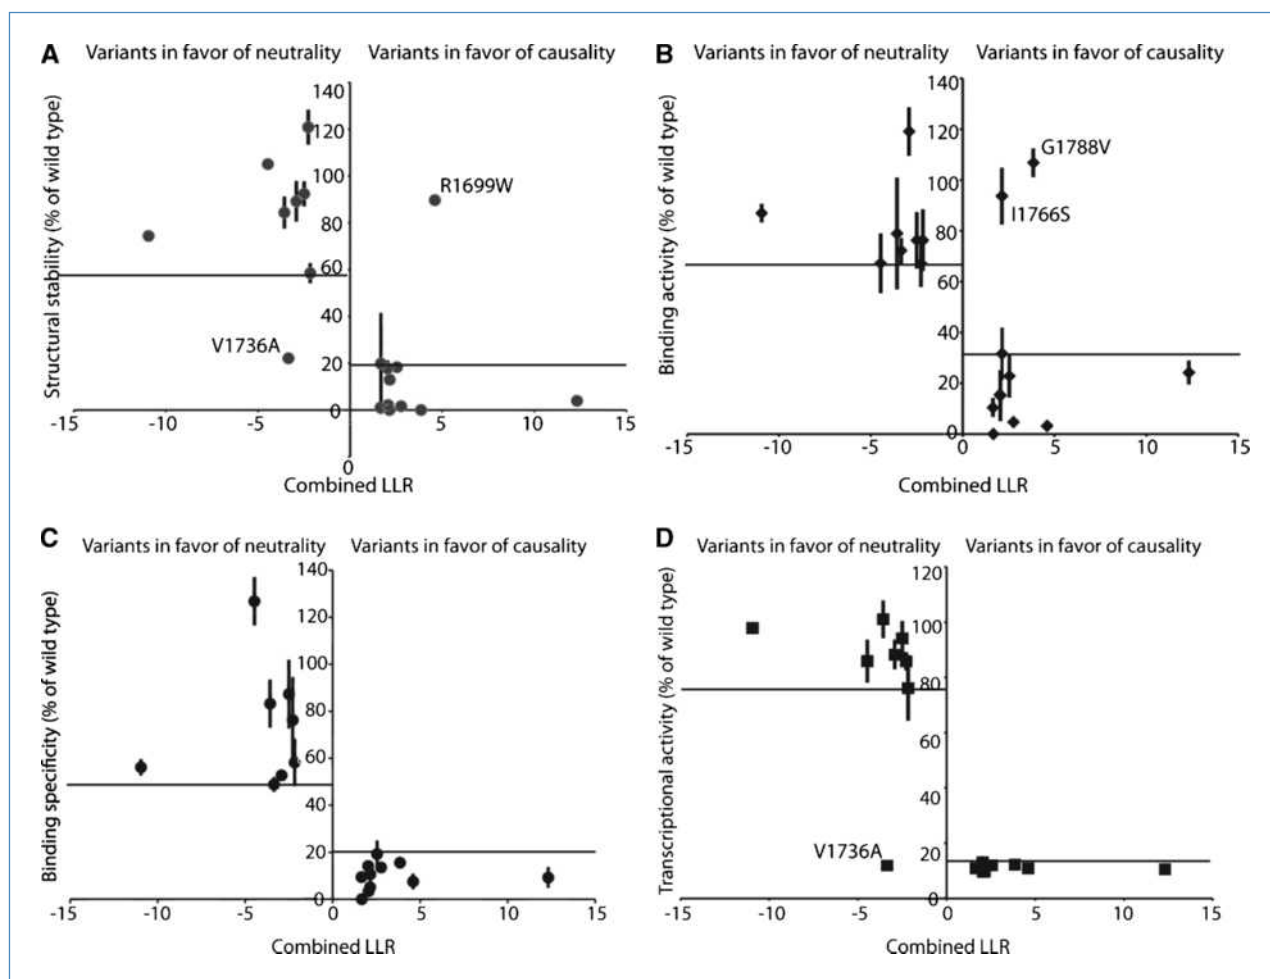 A
Variants in favor of neutrality
Variants in favor of causality
Structural stability (% of wild type)
140
120
100
80
60
40
20
0
R1699W
V1736A
-15
-10
-5
5
10
15
0
Combined LLR
B
Variants in favor of neutrality
Variants in favor of causality
Binding activity (% of wild type)
140
120
100
80
60
40
20
0
G1788V
I1766S
-15
-10
-5
0
5
10
15
Combined LLR
C
Variants in favor of neutrality
Variants in favor of causality
Binding specificity (% of wild type)
140
120
100
80
60
40
20
0
-15
-10
-5
0
5
10
15
Combined LLR
D
Variants in favor of neutrality
Variants in favor of causality
Transcriptional activity (% of wild type)
120
100
80
60
40
20
0
V1736A
-15
-10
-5
0
5
10
15
Combined LLR